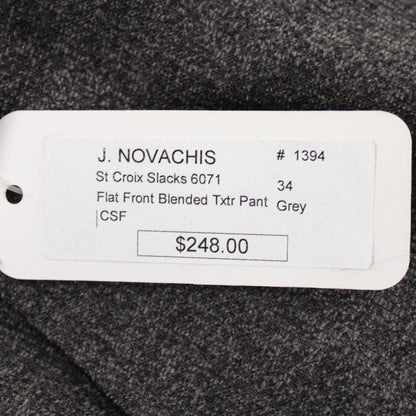 J. NOVACHIS # 1394
St Croix Slacks 6071 34
Flat Front Blended Txtr Pant Grey
|CSF
$248.00